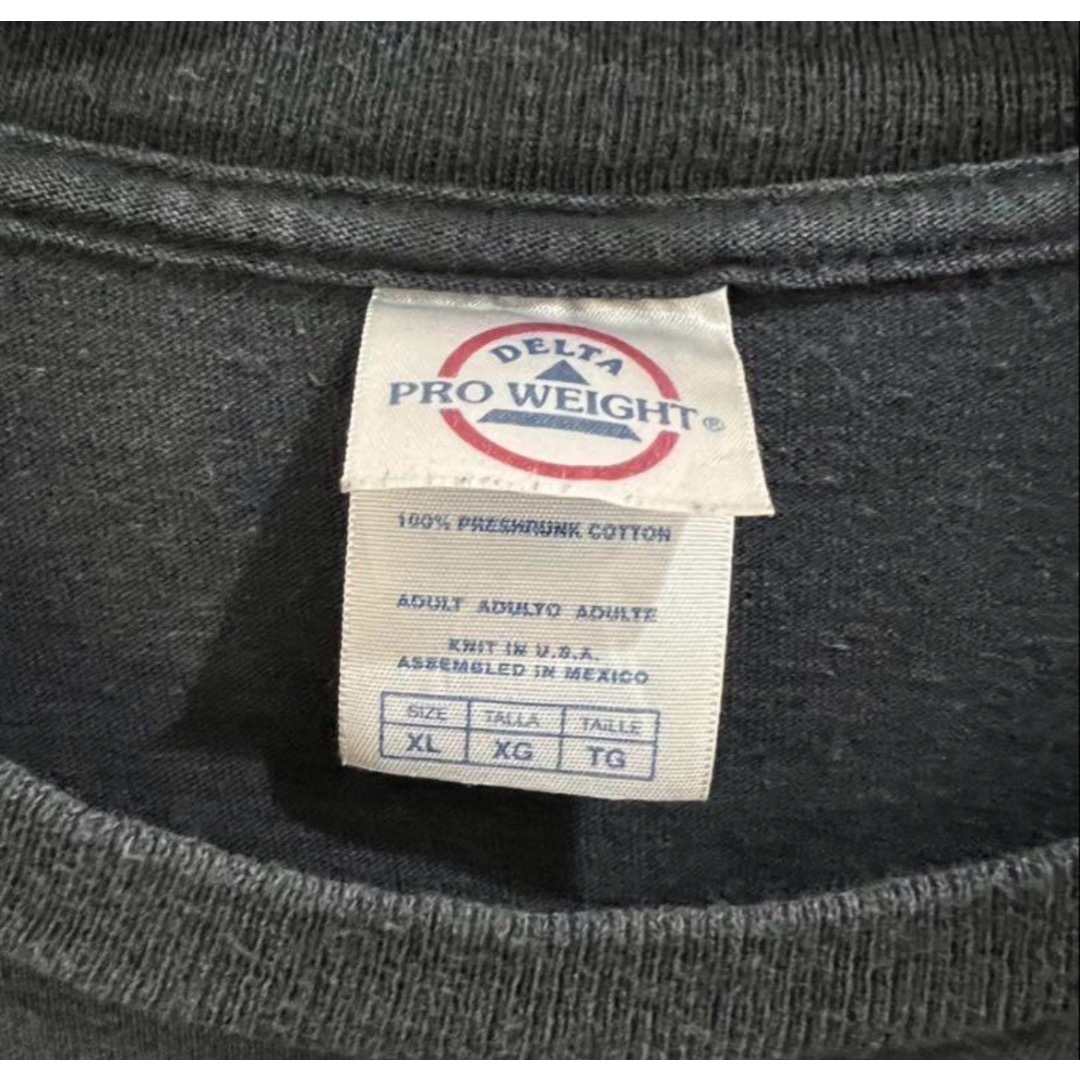 DELTA
PRO WEIGHT®
100% PRESHRUNK COTTON
ADULT ADULTO ADULTE
KNIT IN U.S.A.
ASSEMBLED IN MEXICO
SIZE TALLA TAILLE
XL XG TG